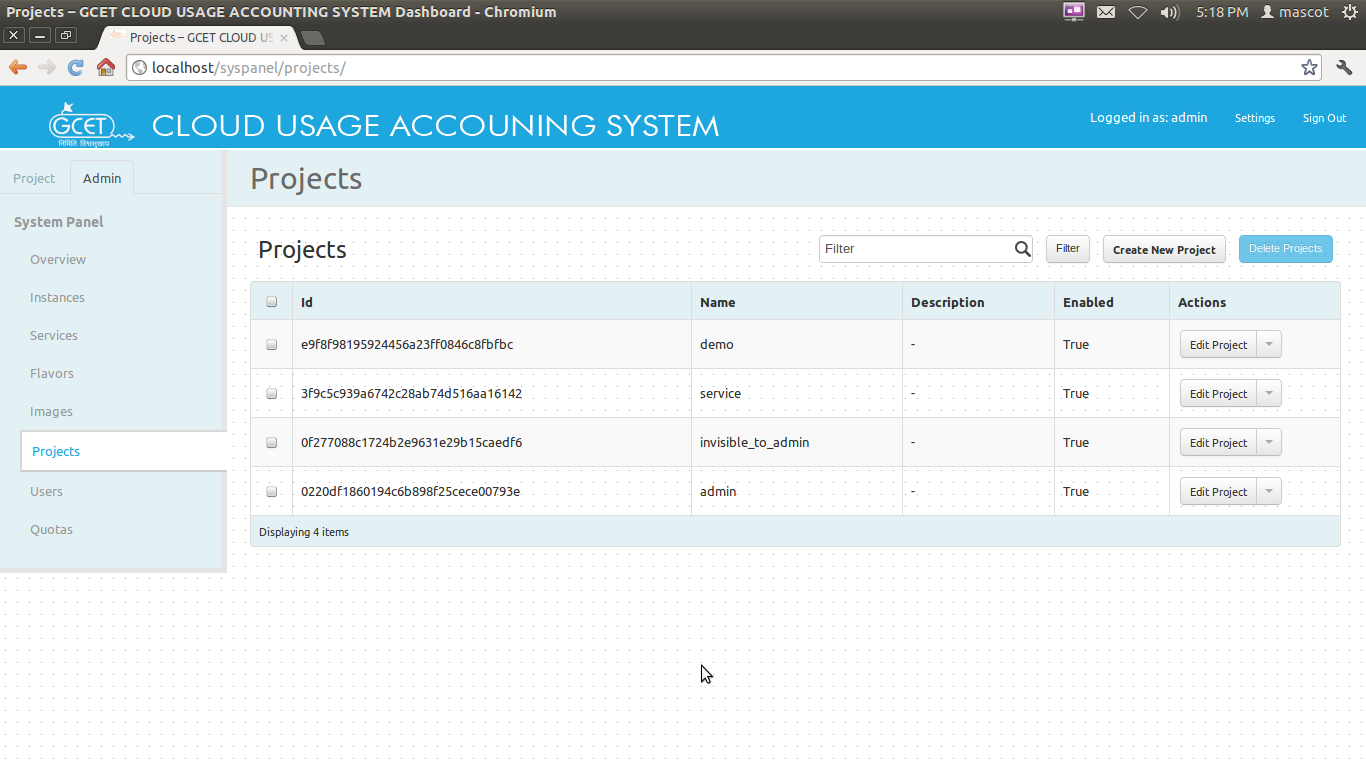 Projects – GCET CLOUD USAGE ACCOUNTING SYSTEM Dashboard - Chromium
5:18 PM mascot
Projects – GCET CLOUD US
localhost/syspanel/projects/
GCET
निर्मिति विश्वसुखाय
CLOUD USAGE ACCOUNING SYSTEM
Logged in as: admin Settings Sign Out
Project Admin
System Panel
Overview
Instances
Services
Flavors
Images
Projects
Users
Quotas
Projects
Projects
Filter Filter Create New Project Delete Projects
Id Name Description Enabled Actions
e9f8f98195924456a23ff0846c8fbfbc demo - True Edit Project
3f9c5c939a6742c28ab74d516aa16142 service - True Edit Project
0f277088c1724b2e9631e29b15caedf6 invisible_to_admin - True Edit Project
0220df1860194c6b898f25cece00793e admin - True Edit Project
Displaying 4 items